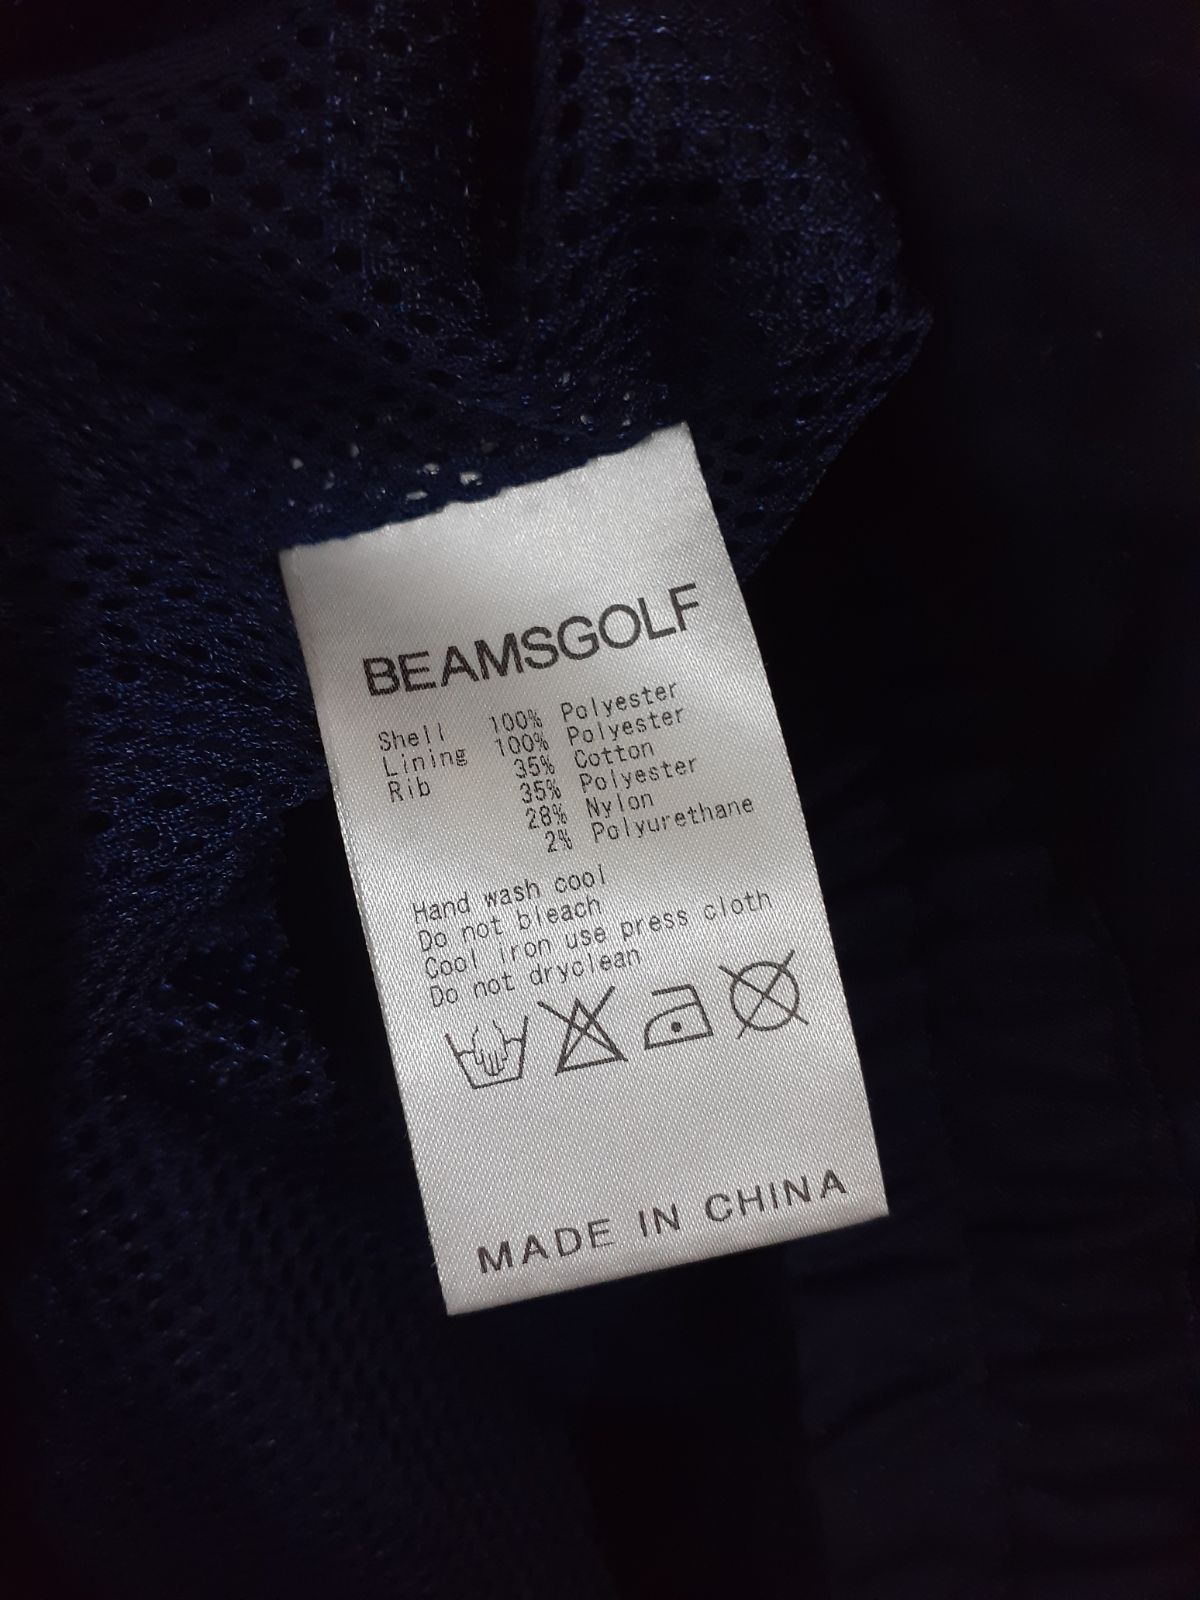 BEAMSGOLF
Shell 100% Polyester
Lining 100% Polyester
Rib 35% Cotton
35% Polyester
28% Nylon
2% Polyurethane
Hand wash cool
Do not bleach
Cool iron use press cloth
Do not dryclean
MADE IN CHINA